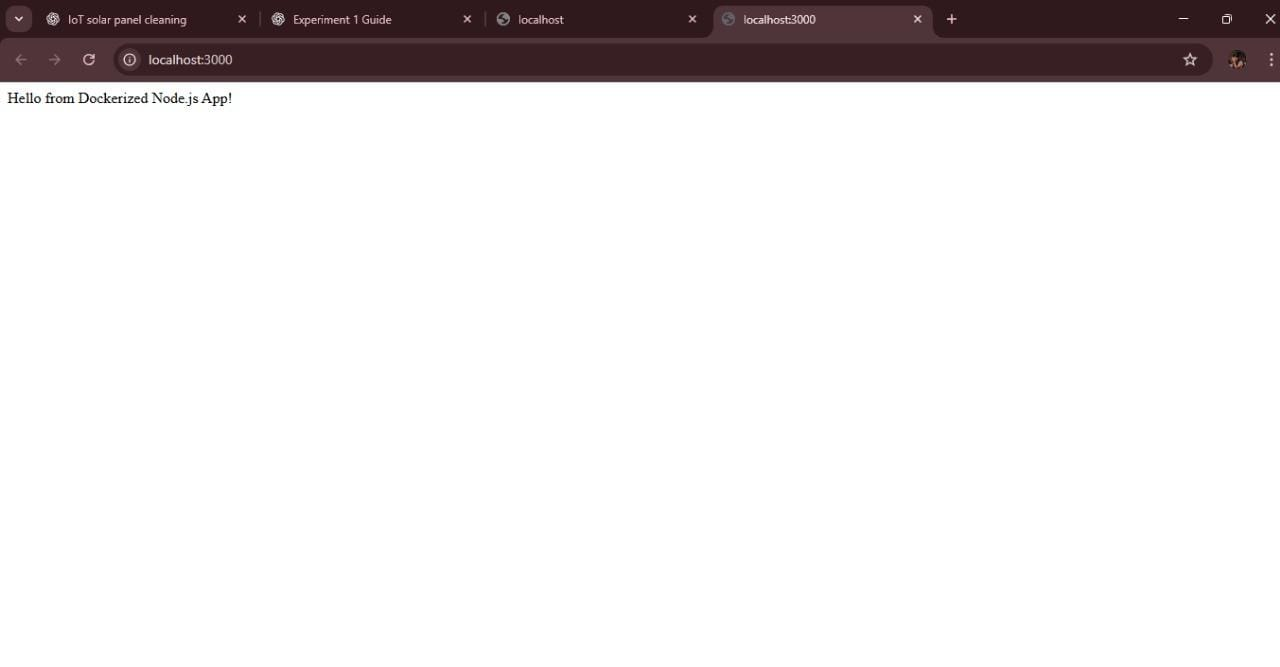 IoT solar panel cleaning
Experiment 1 Guide
localhost
localhost:3000
localhost:3000
Hello from Dockerized Node.js App!